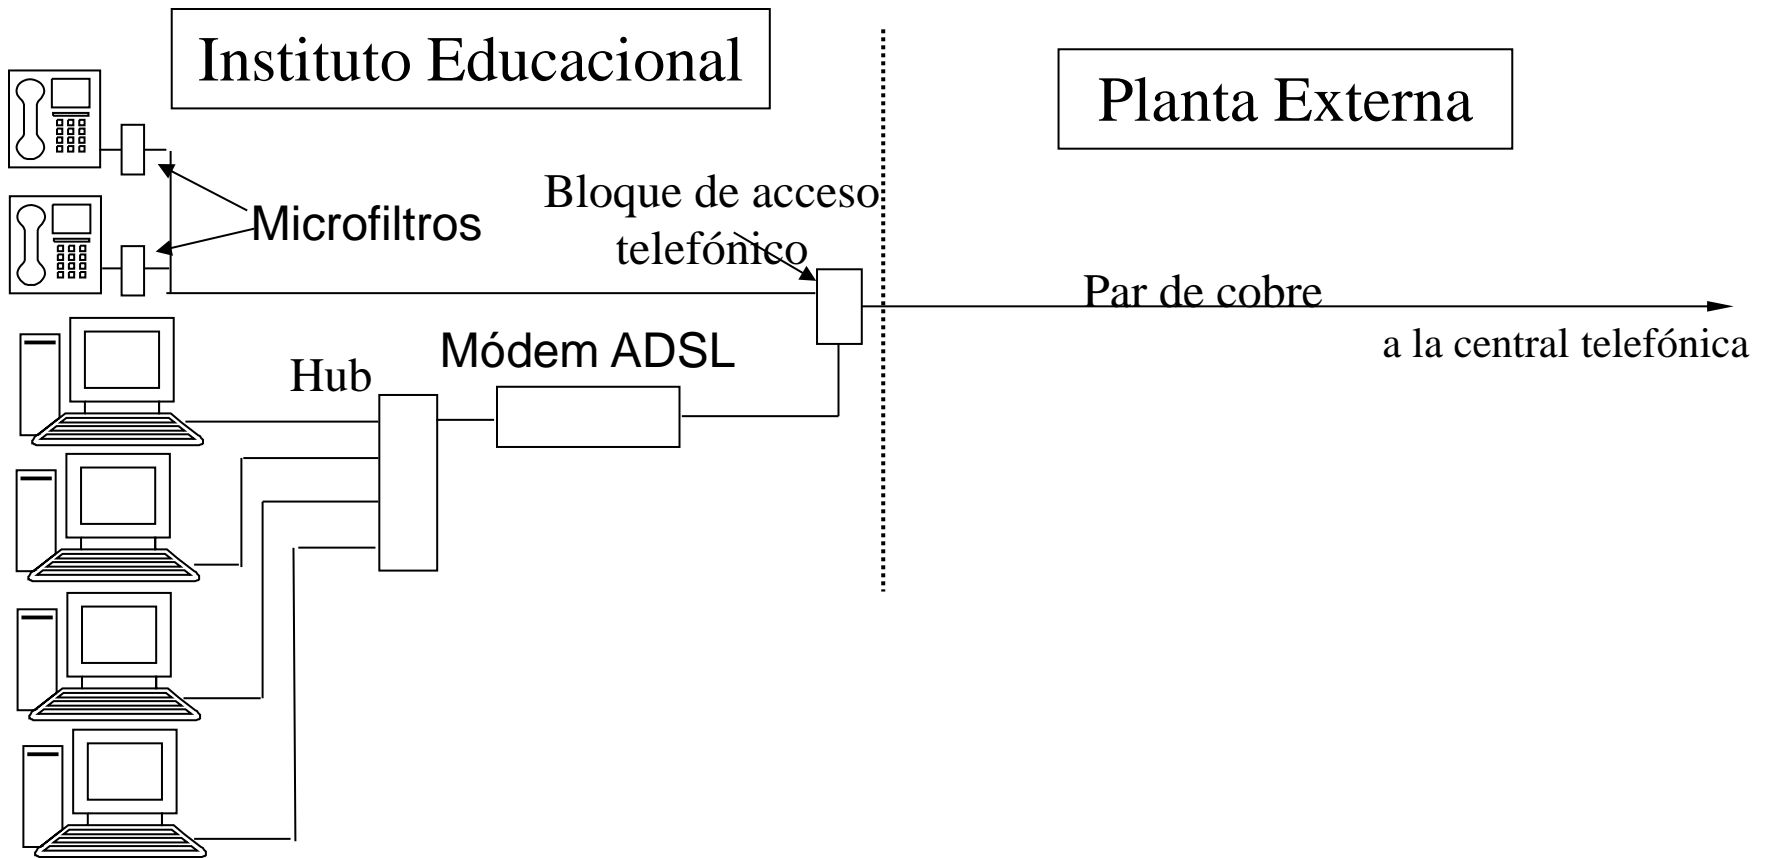 Instituto Educacional
Planta Externa
Bloque de acceso
telefónico
Microfiltros
Par de cobre
a la central telefónica
Módem ADSL
Hub